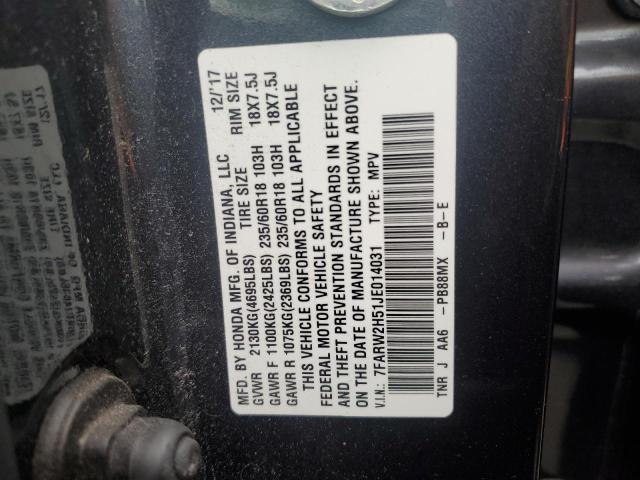 MFD. BY HONDA MFG. OF INDIANA, LLC 12/'17
GVWR 2130KG(4695LBS) TIRE SIZE RIM SIZE
GAWR F 1100KG(2425LBS) 235/60R18 103H 18X7.5J
GAWR R 1075KG(2369LBS) 235/60R18 103H 18X7.5J
THIS VEHICLE CONFORMS TO ALL APPLICABLE
FEDERAL MOTOR VEHICLE SAFETY
AND THEFT PREVENTION STANDARDS IN EFFECT
ON THE DATE OF MANUFACTURE SHOWN ABOVE.
V.I.N.: 7FARW2H51JE014031 TYPE: MPV
TNR J AA6 -PB88MX -B-E